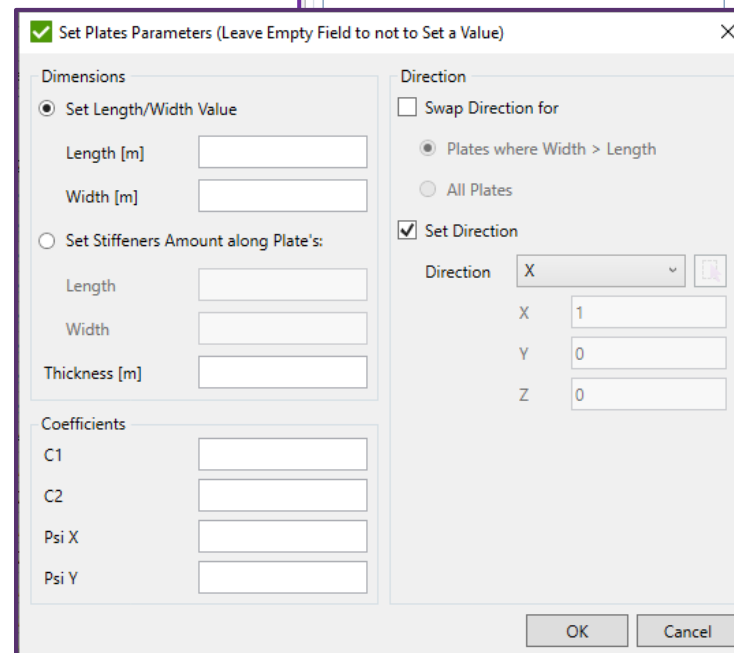 Set Plates Parameters (Leave Empty Field to not to Set a Value)
Dimensions
Set Length/Width Value
Length [m]
Width [m]
Set Stiffeners Amount along Plate's:
Length
Width
Thickness [m]
Coefficients
C1
C2
Psi X
Psi Y
Direction
Swap Direction for
Plates where Width > Length
All Plates
Set Direction
Direction X
X 1
Y 0
Z 0
OK Cancel